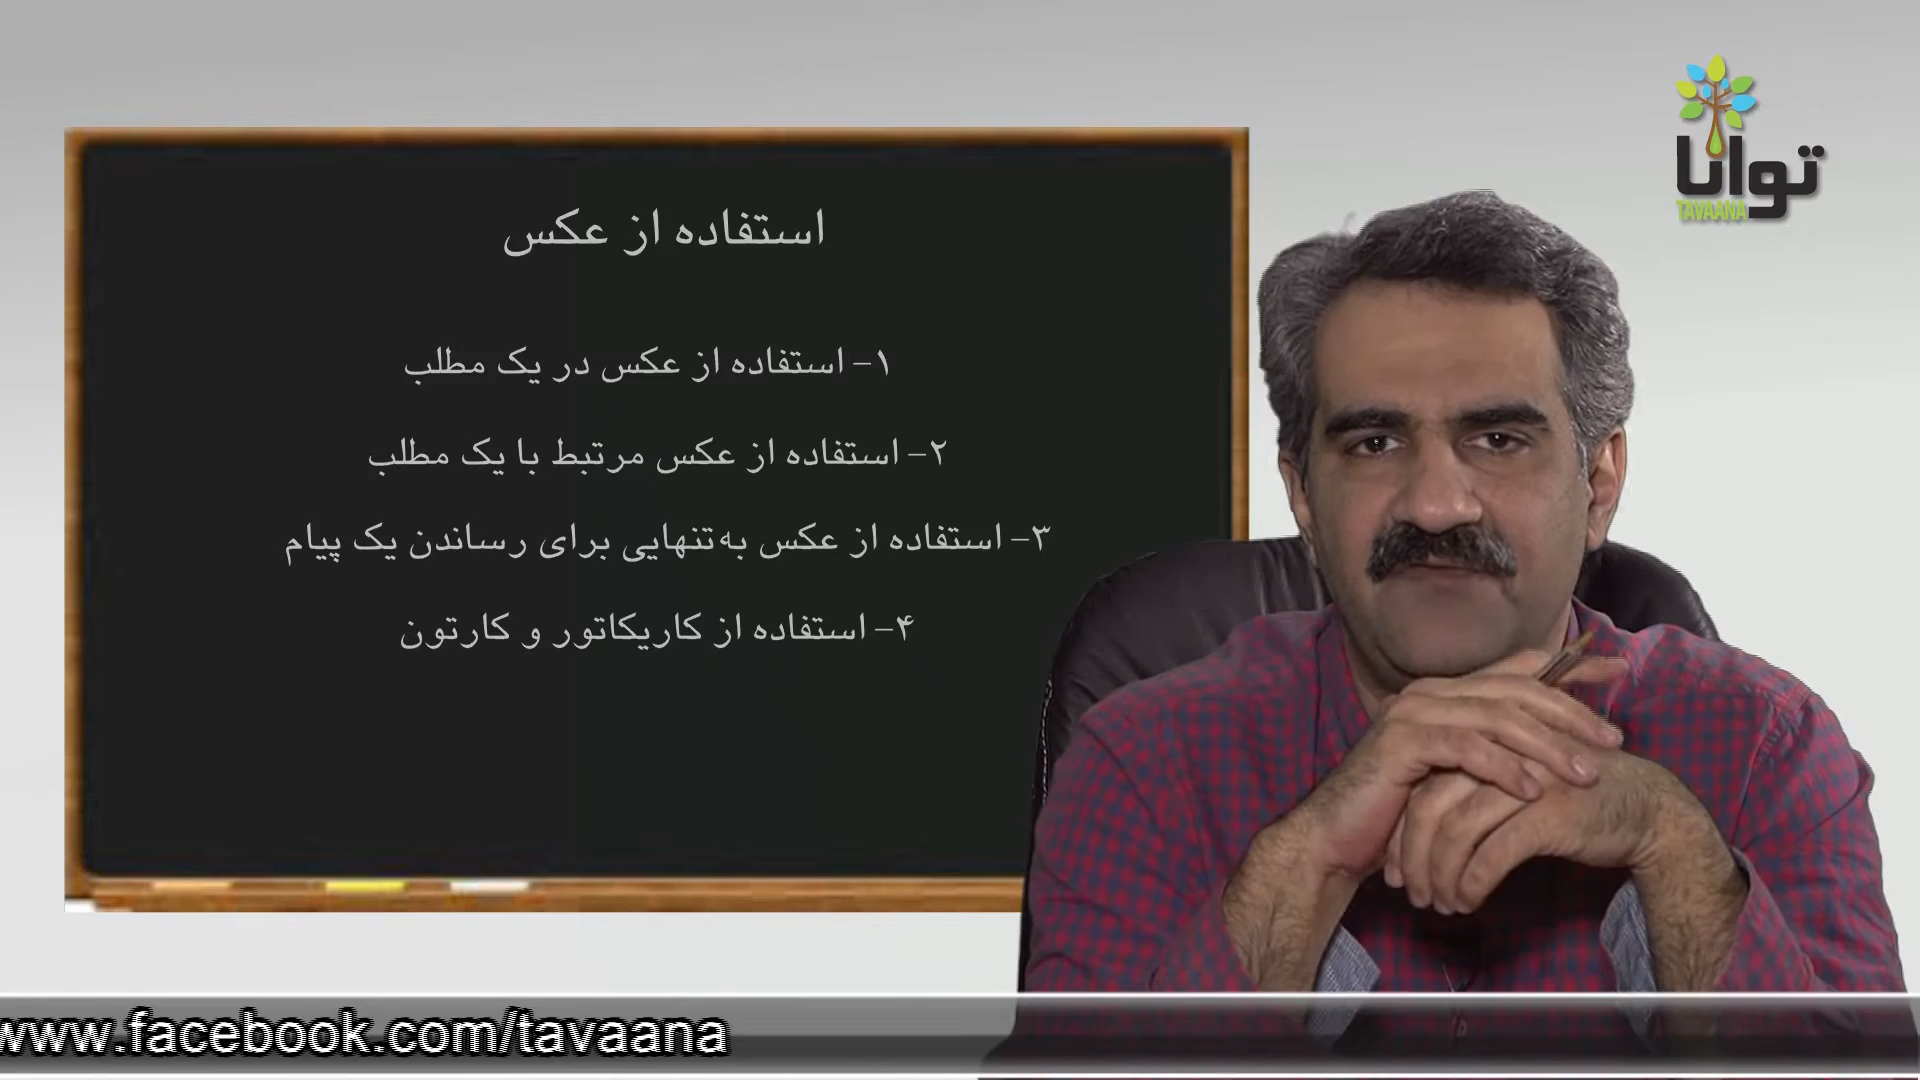 توانا
TAVAANA
استفاده از عکس
۱- استفاده از عکس در یک مطلب
۲- استفاده از عکس مرتبط با یک مطلب
۳- استفاده از عکس به‌تنهایی برای رساندن یک پیام
۴- استفاده از کاریکاتور و کارتون
www.facebook.com/tavaana